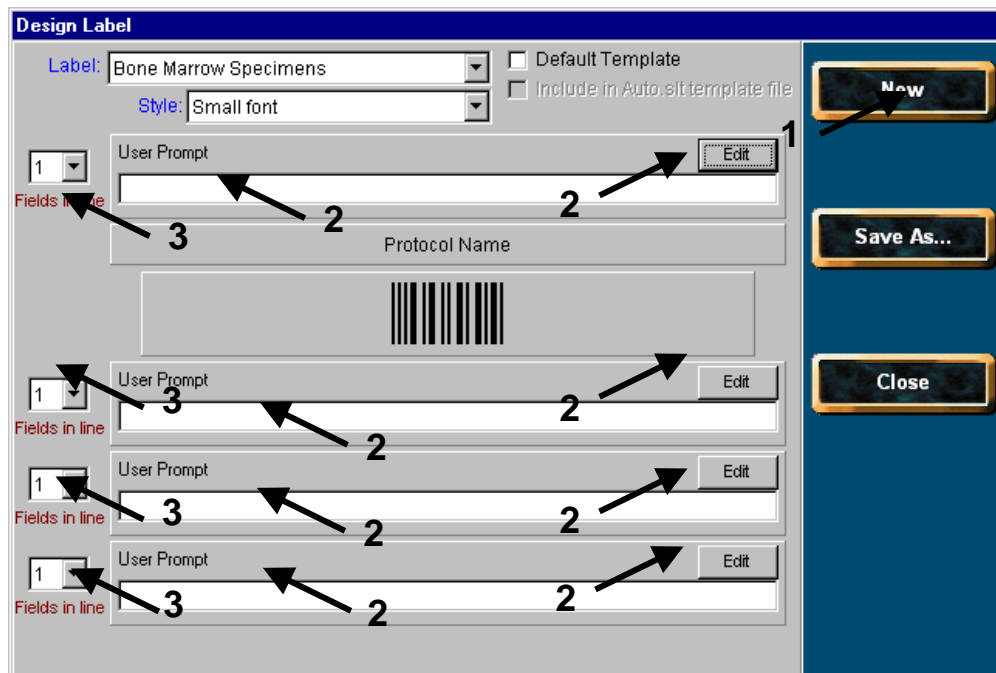 Design Label
Label: Bone Marrow Specimens
Default Template
Style: Small font
Include in Auto.slt template file
New
1
1
User Prompt
Edit
2
2
Fields in line
3
Protocol Name
Save As...
1
User Prompt
Edit
3
2
2
Fields in line
Close
1
User Prompt
Edit
3
2
2
Fields in line
1
User Prompt
Edit
3
2
2
Fields in line